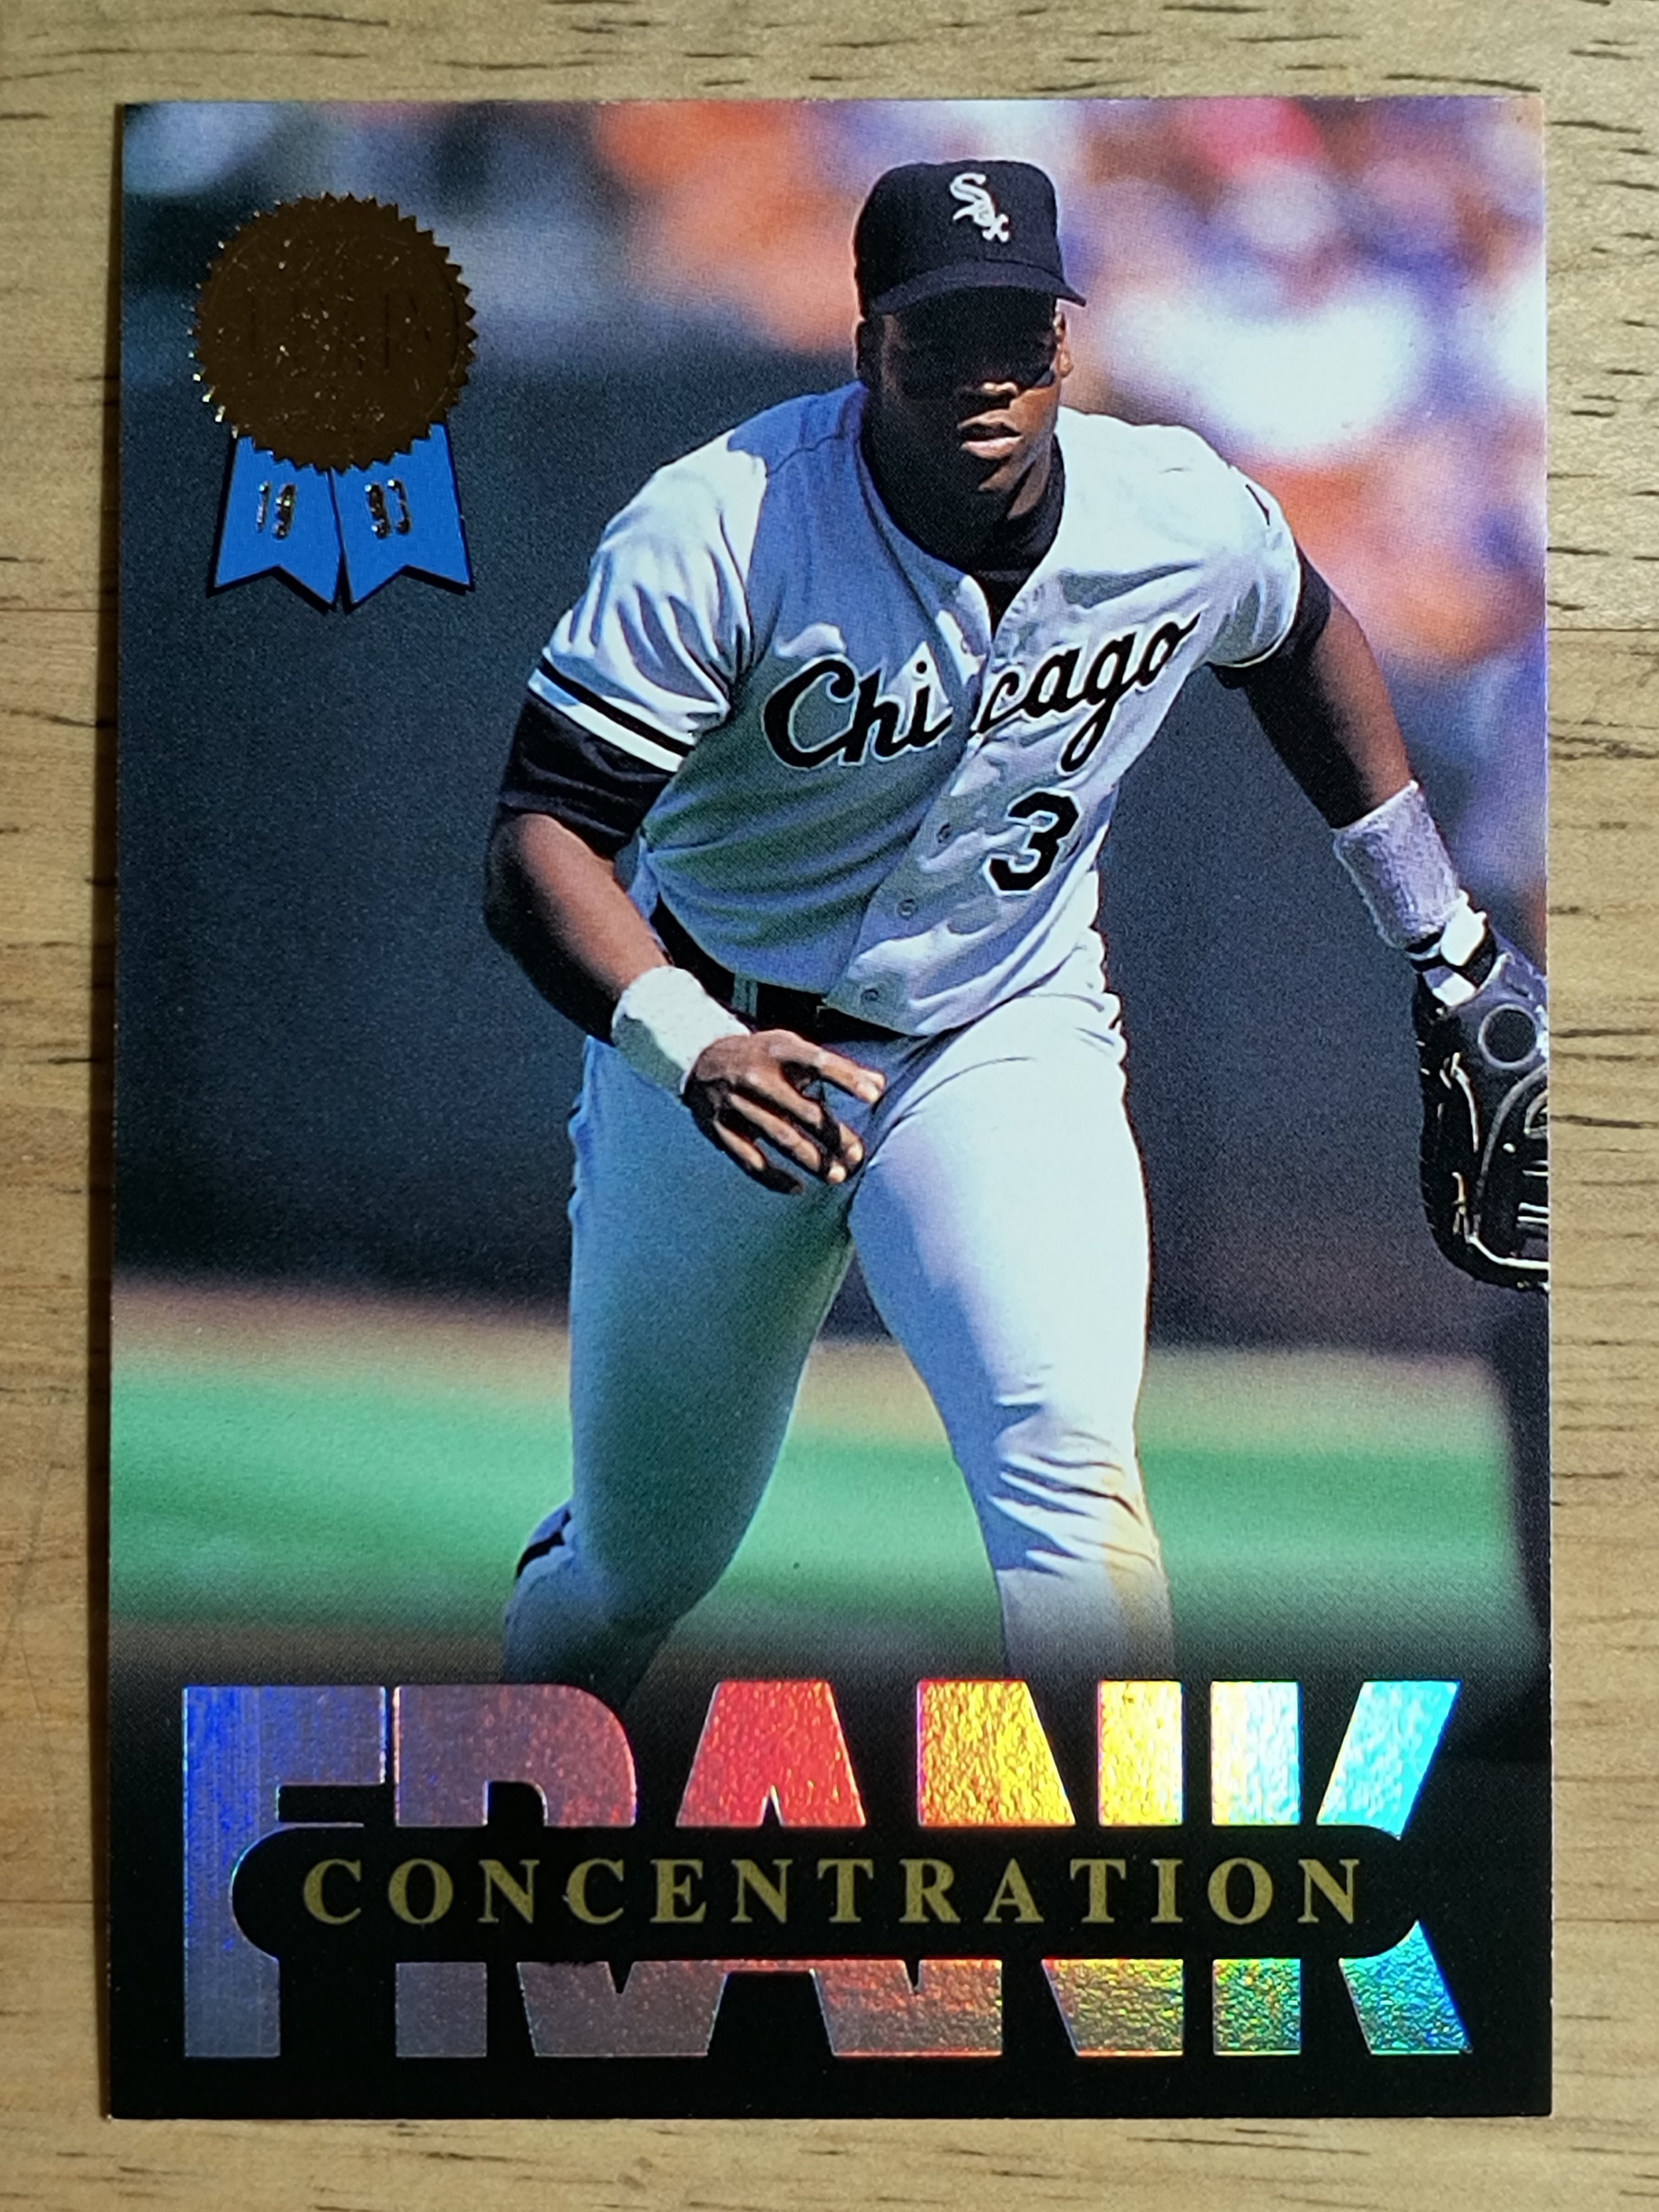 Sox
19 93
Chicago
3
FRANK
CONCENTRATION